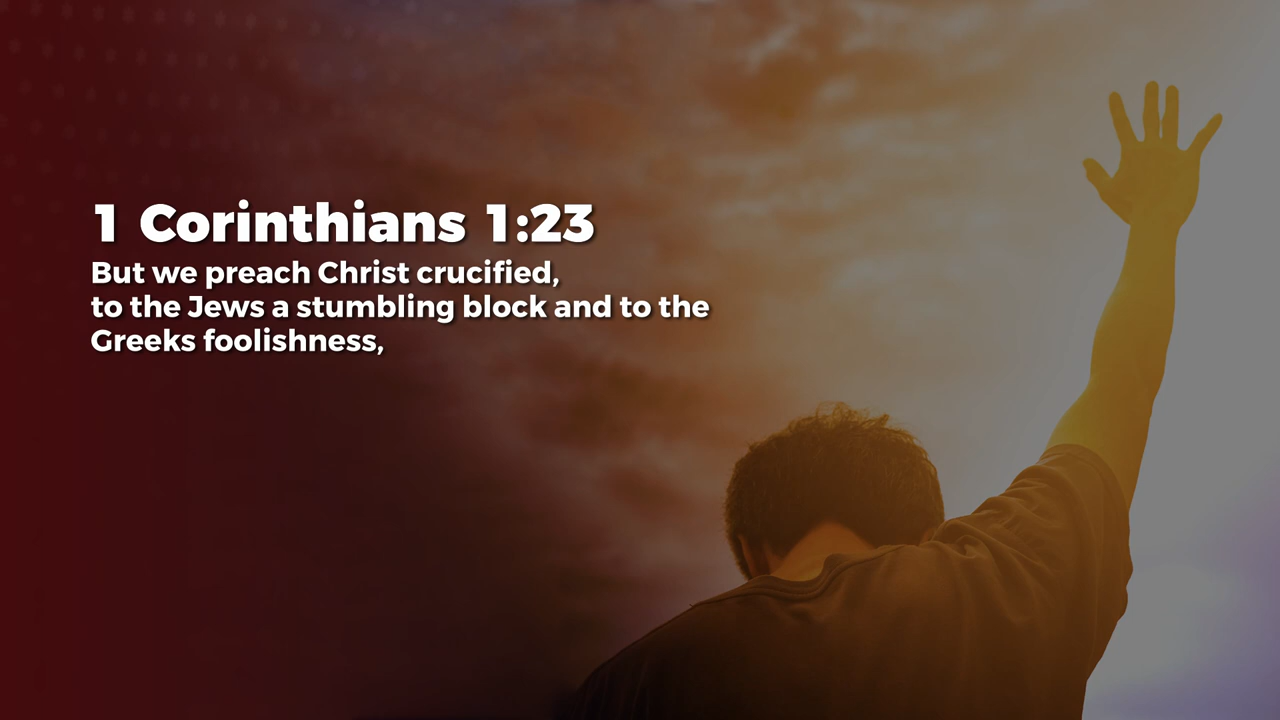 1 Corinthians 1:23
But we preach Christ crucified,
to the Jews a stumbling block and to the
Greeks foolishness,